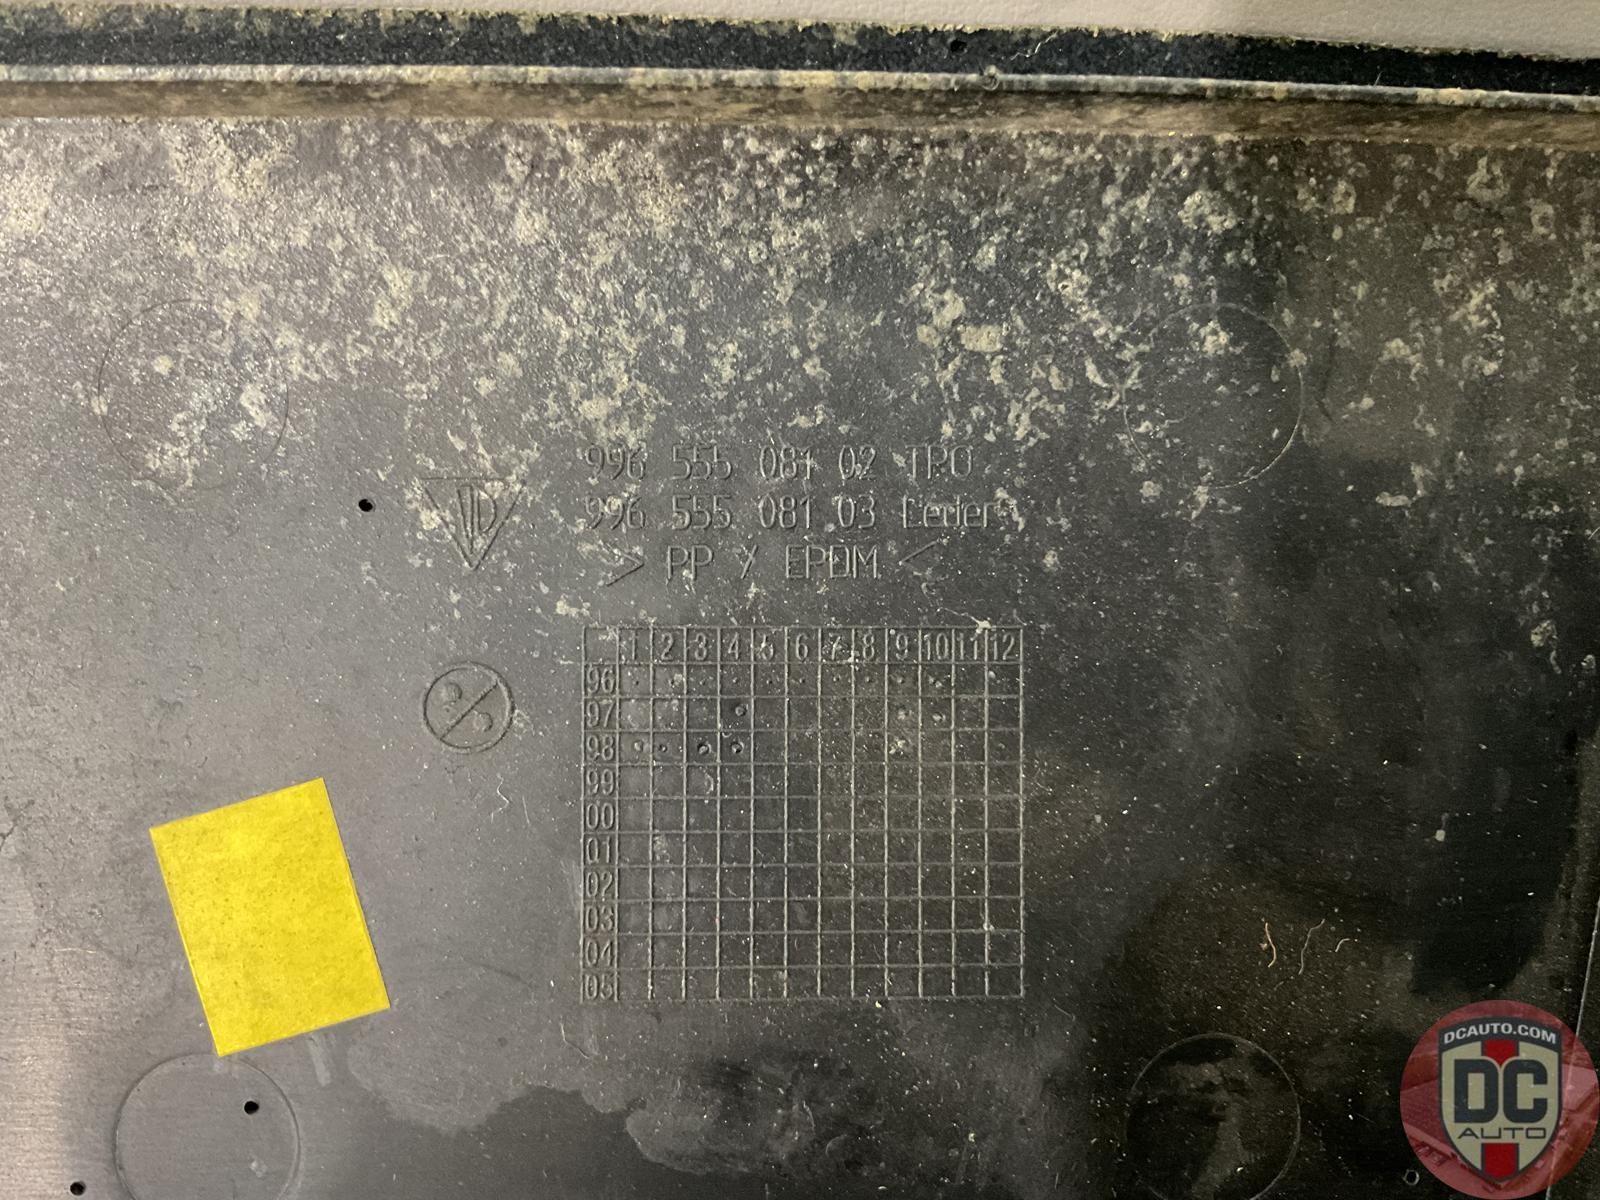 996 555 081 02 TPO
996 555 081 03 Leder
> PP / EPDM <
1 2 3 4 5 6 7 8 9 10 11 12
96
97
98
99
00
01
02
03
04
05
DCAUTO.COM
DC
AUTO